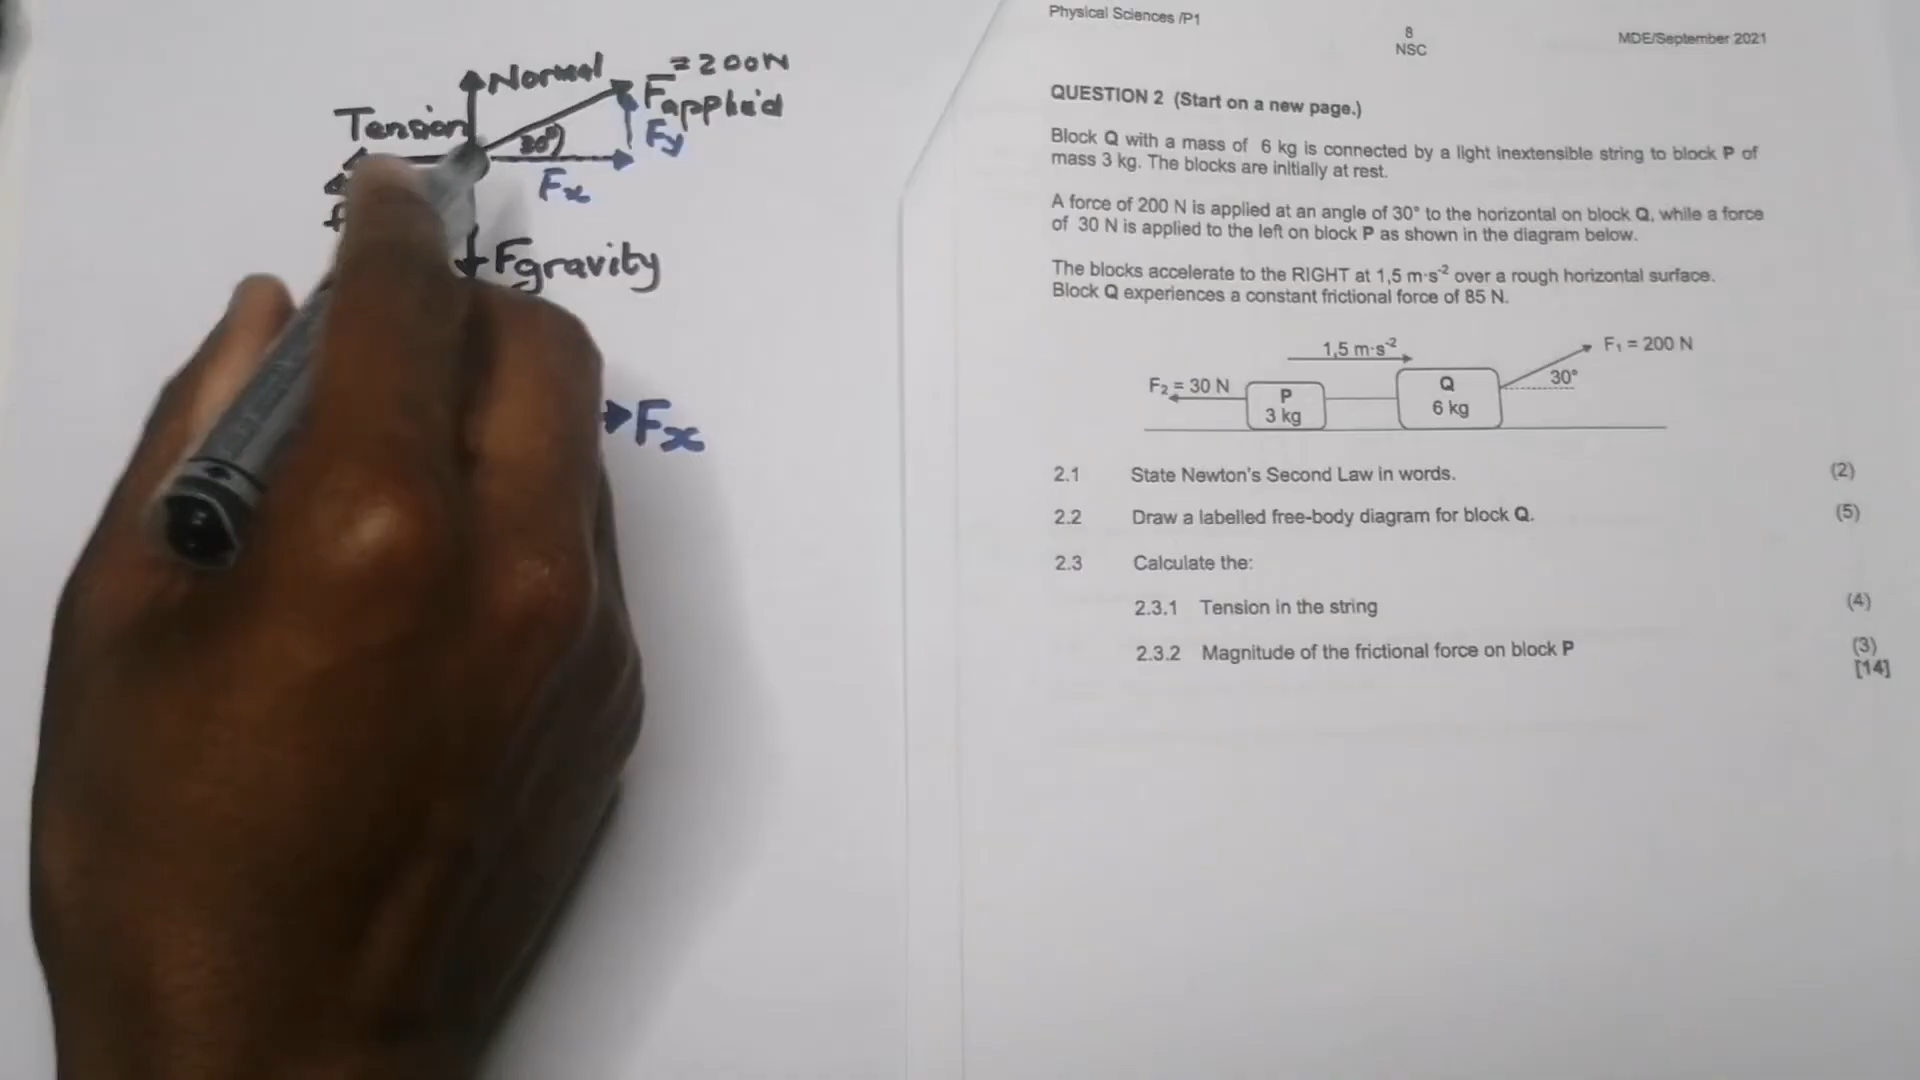 Normal
= 200N
Tension
Fapplied
30°
Fy
Fx
f
Fgravity
Fx
Physical Sciences /P1
8
NSC
MDE/September 2021
QUESTION 2 (Start on a new page.)
Block Q with a mass of 6 kg is connected by a light inextensible string to block P of
mass 3 kg. The blocks are initially at rest.
A force of 200 N is applied at an angle of 30° to the horizontal on block Q, while a force
of 30 N is applied to the left on block P as shown in the diagram below.
The blocks accelerate to the RIGHT at 1,5 m·s⁻² over a rough horizontal surface.
Block Q experiences a constant frictional force of 85 N.
1,5 m·s⁻²
F₁ = 200 N
30°
F₂ = 30 N
P
3 kg
Q
6 kg
2.1 State Newton's Second Law in words. (2)
2.2 Draw a labelled free-body diagram for block Q. (5)
2.3 Calculate the:
2.3.1 Tension in the string (4)
2.3.2 Magnitude of the frictional force on block P (3)
[14]